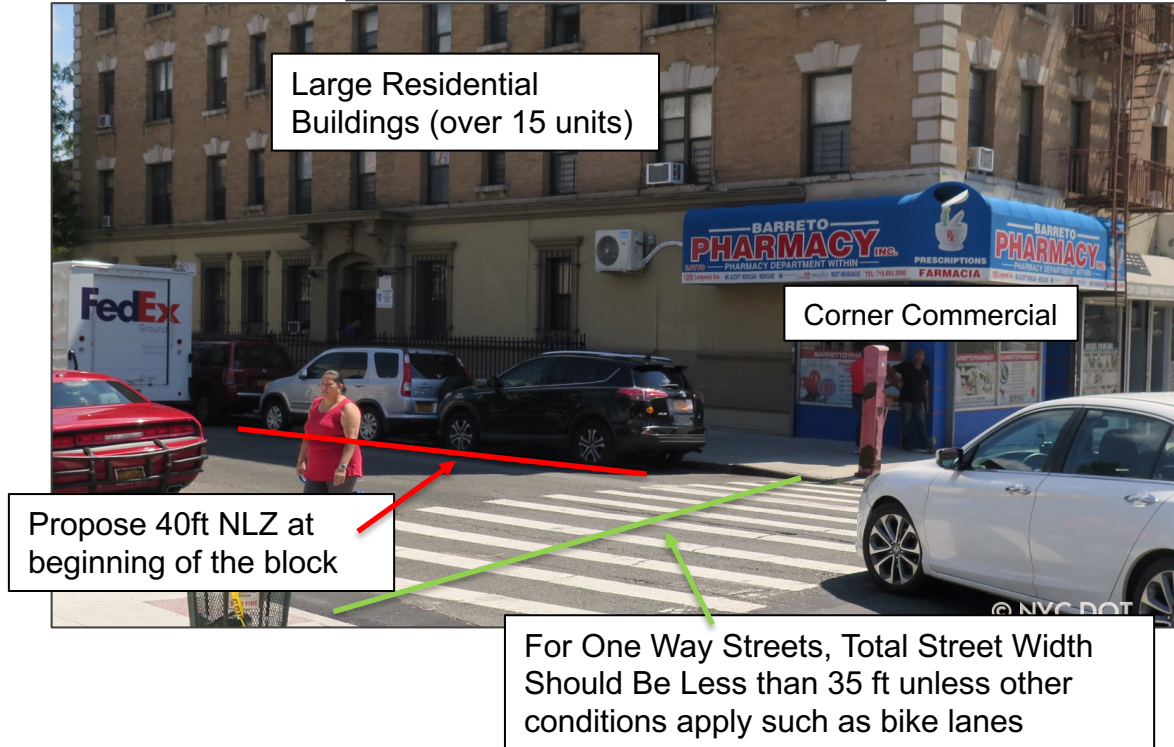 Large Residential
Buildings (over 15 units)
BARRETO
PHARMACY INC.
PHARMACY DEPARTMENT WITHIN
PRESCRIPTIONS
FARMACIA
BARRETO
PHARMACY
Corner Commercial
FedEx
Ground
Propose 40ft NLZ at
beginning of the block
© NYC DOT
For One Way Streets, Total Street Width
Should Be Less than 35 ft unless other
conditions apply such as bike lanes